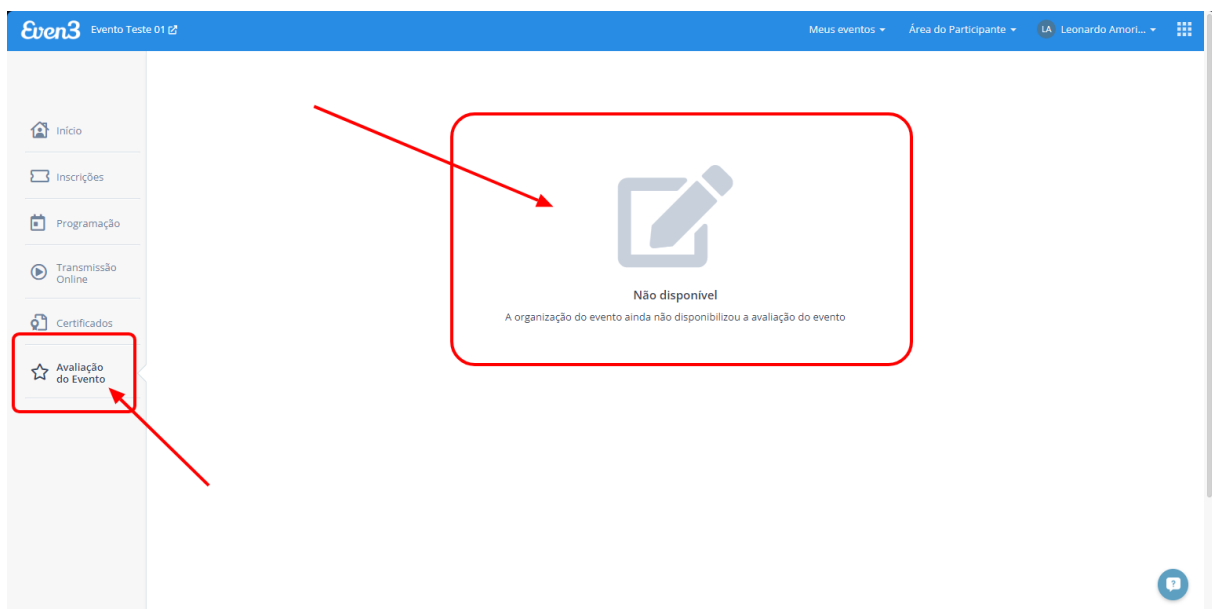 Even3 Evento Teste 01 Meus eventos Área do Participante LA Leonardo Amori...
Início
Inscrições
Programação
Transmissão
Online
Certificados
Avaliação
do Evento
Não disponível
A organização do evento ainda não disponibilizou a avaliação do evento
?